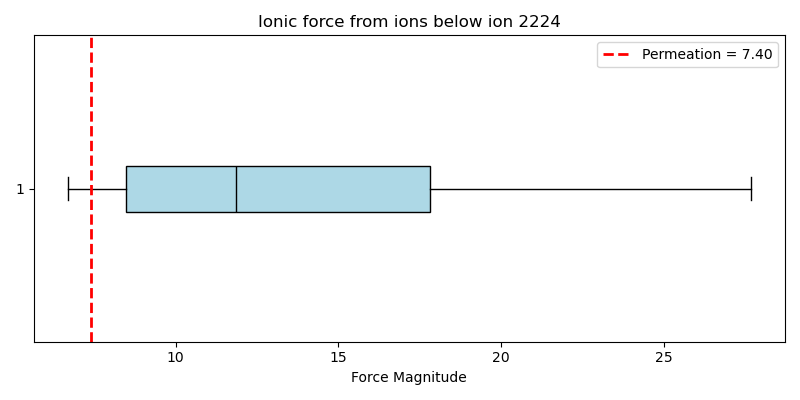 Ionic force from ions below ion 2224
Permeation = 7.40
1
10 15 20 25
Force Magnitude